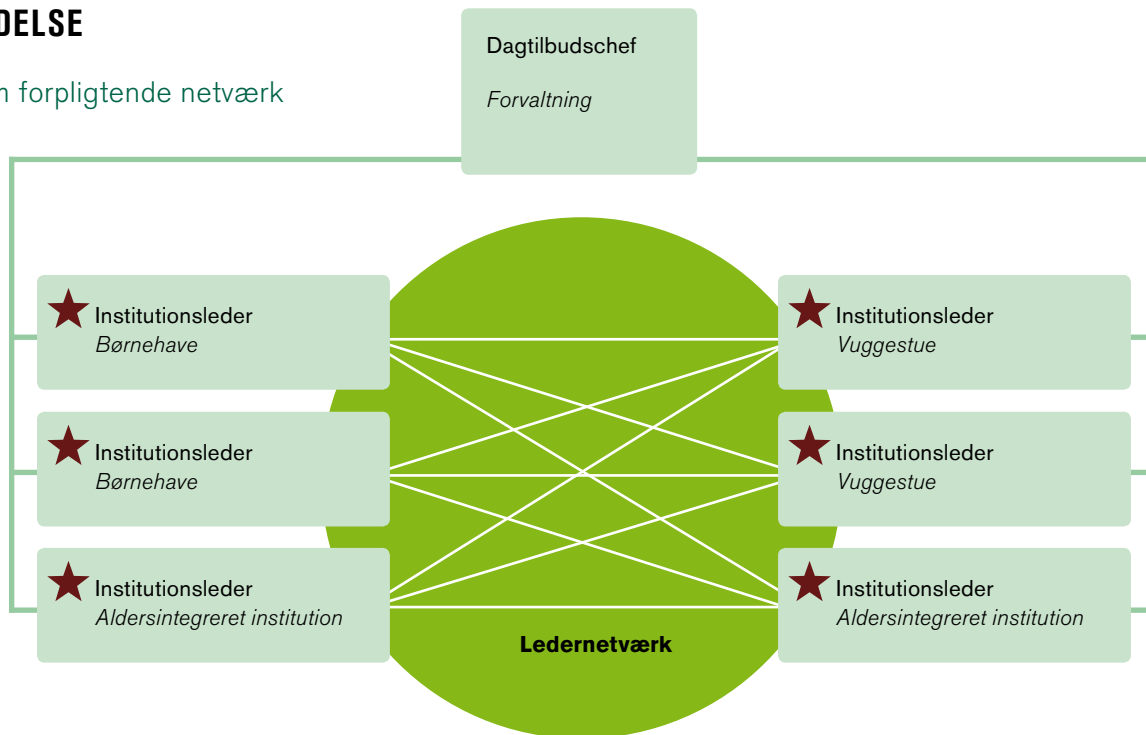 DELSE
forpligtende netværk
Dagtilbudschef
Forvaltning
Institutionsleder
Børnehave
Institutionsleder
Børnehave
Institutionsleder
Aldersintegreret institution
Institutionsleder
Vuggestue
Institutionsleder
Vuggestue
Institutionsleder
Aldersintegreret institution
Ledernetværk